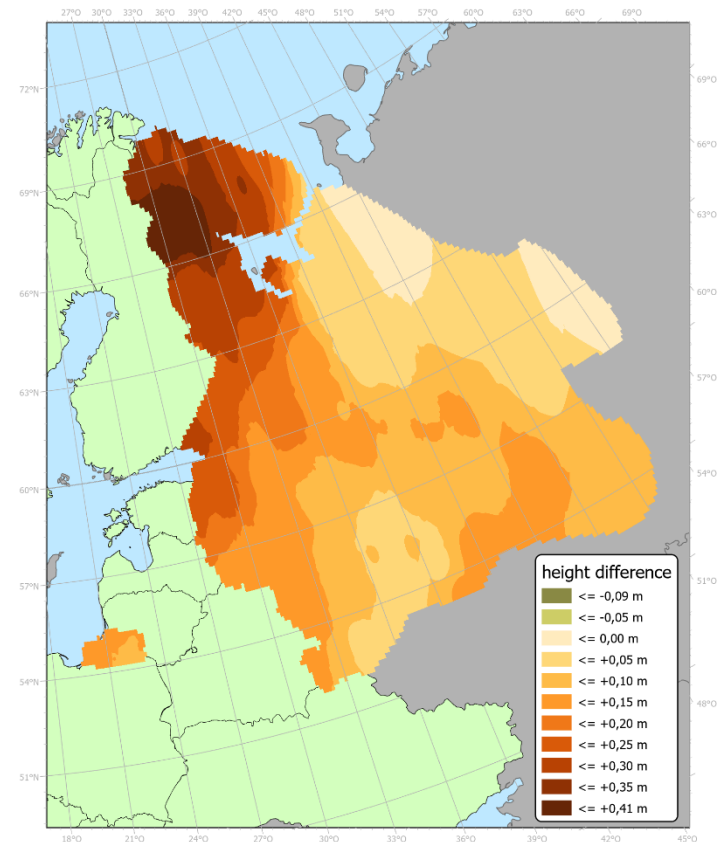 27°O 30°O 33°O 36°O 39°O 42°O 45°O 48°O 51°O 54°O 57°O 60°O 63°O 66°O 69°O
72°N
69°N
66°N
63°N
60°N
57°N
54°N
51°N
69°O
66°O
63°O
60°O
57°O
54°O
51°O
48°O
height difference
<= -0,09 m
<= -0,05 m
<= 0,00 m
<= +0,05 m
<= +0,10 m
<= +0,15 m
<= +0,20 m
<= +0,25 m
<= +0,30 m
<= +0,35 m
<= +0,41 m
18°O 21°O 24°O 27°O 30°O 33°O 36°O 39°O 42°O 45°O